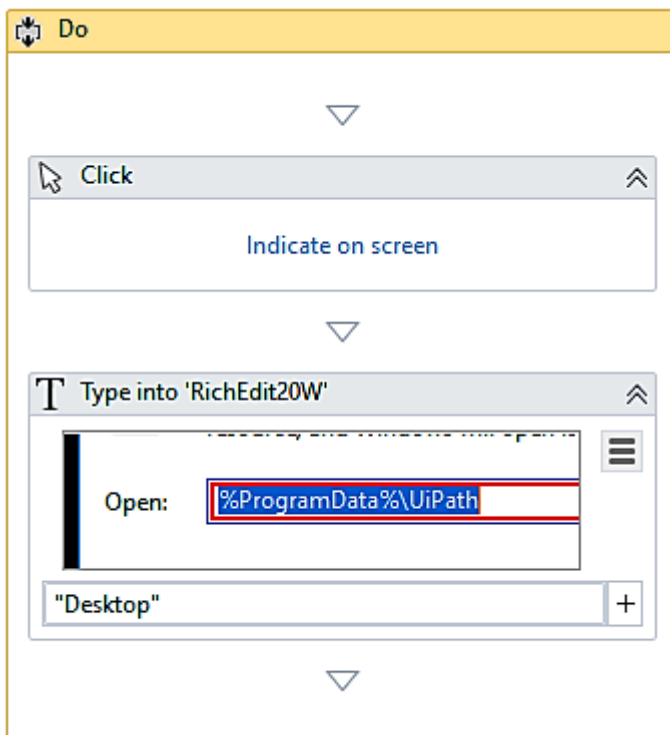 Do
Click
Indicate on screen
T Type into 'RichEdit20W'
Open: %ProgramData%\UiPath
"Desktop" +